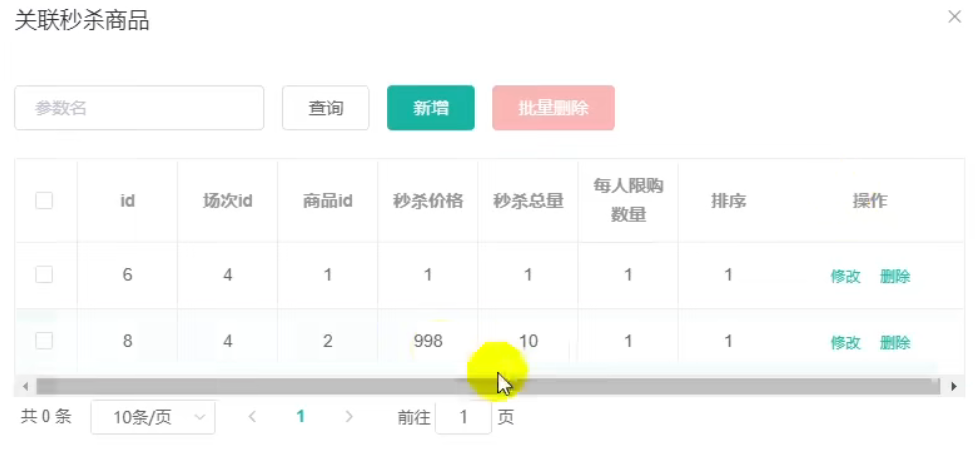 关联秒杀商品
参数名 查询 新增 批量删除
id 场次id 商品id 秒杀价格 秒杀总量 每人限购数量 排序 操作
6 4 1 1 1 1 1 修改 删除
8 4 2 998 10 1 1 修改 删除
共 0 条 10条/页 1 前往 1 页